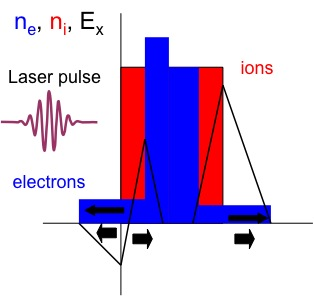 nₑ, nᵢ, Eₓ
Laser pulse
ions
electrons